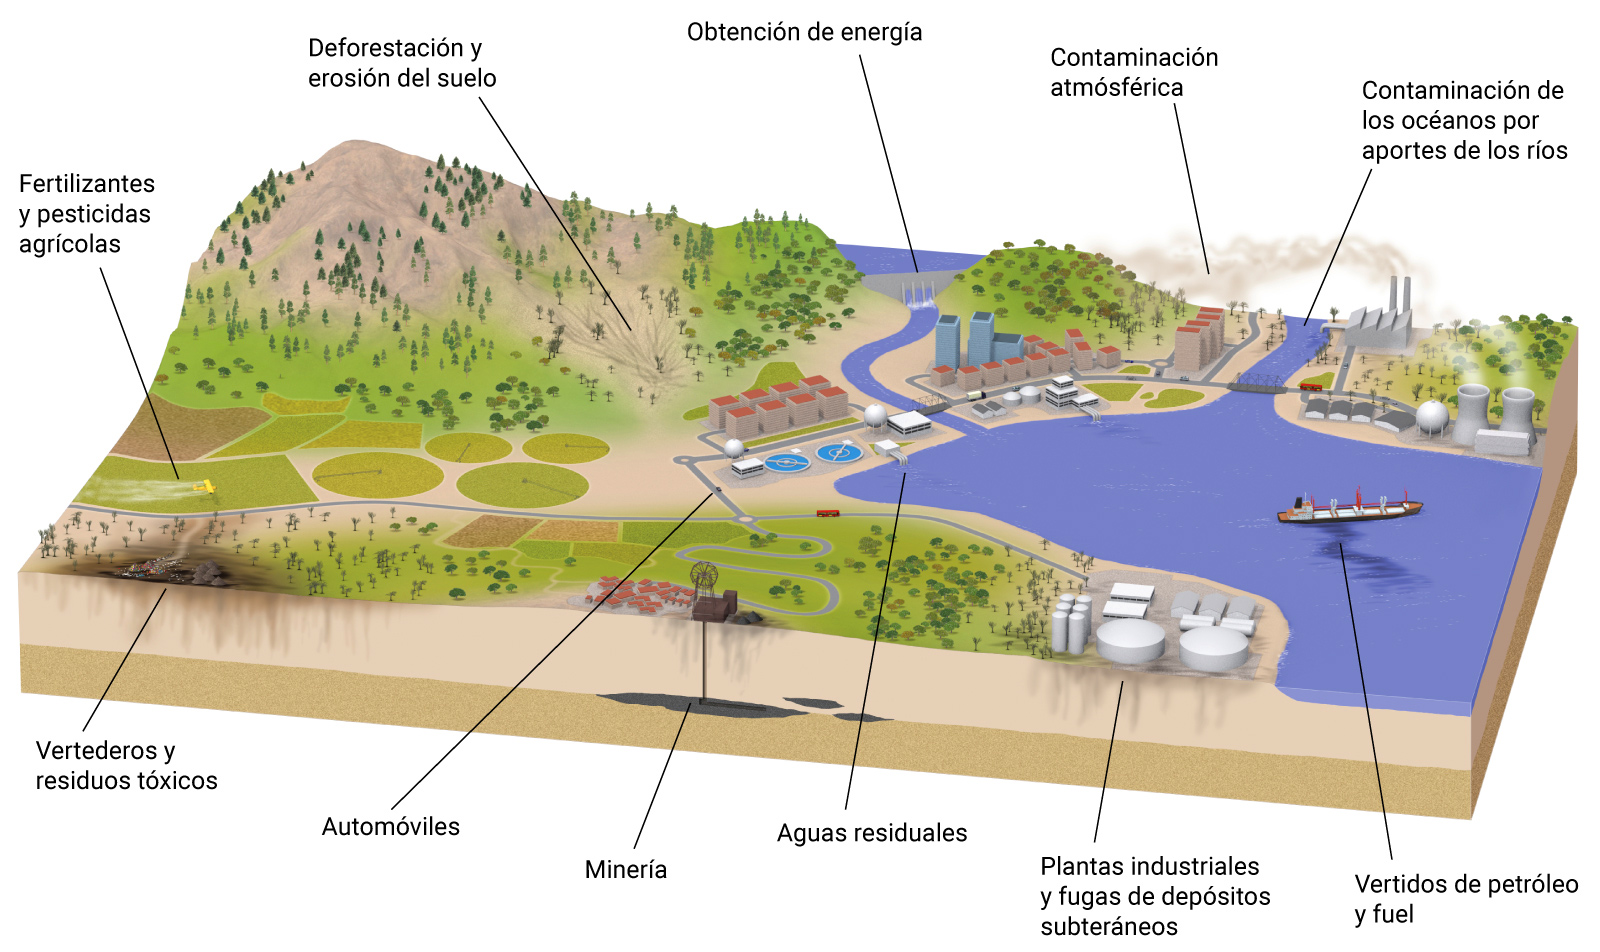 Obtención de energía
Deforestación y
erosión del suelo
Contaminación
atmósférica
Contaminación de
los océanos por
aportes de los ríos
Fertilizantes
y pesticidas
agrícolas
Vertederos y
residuos tóxicos
Automóviles
Minería
Aguas residuales
Plantas industriales
y fugas de depósitos
subteráneos
Vertidos de petróleo
y fuel